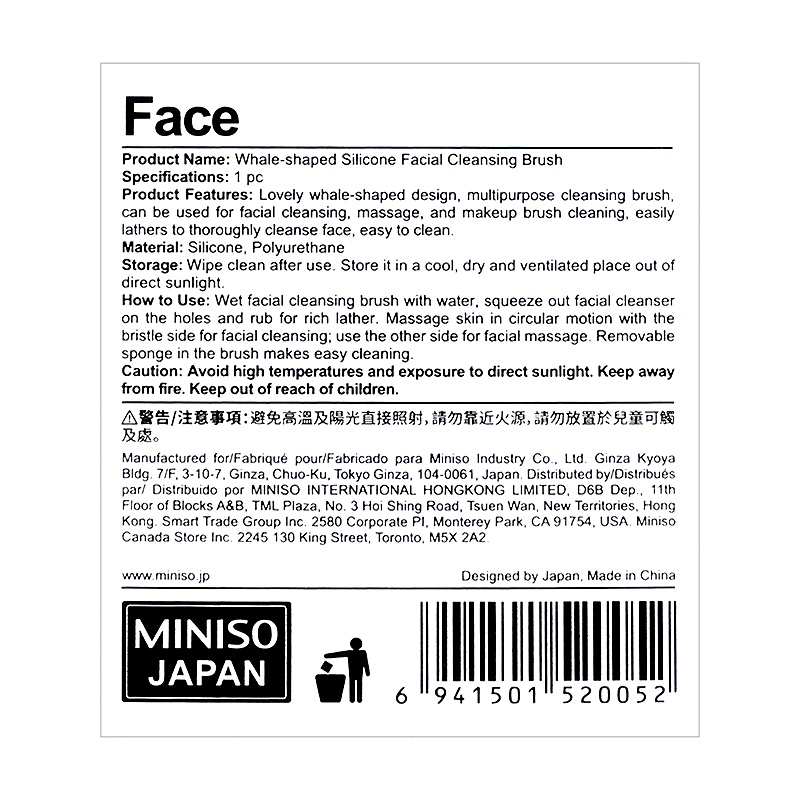 Face
Product Name: Whale-shaped Silicone Facial Cleansing Brush
Specifications: 1 pc
Product Features: Lovely whale-shaped design, multipurpose cleansing brush,
can be used for facial cleansing, massage, and makeup brush cleaning, easily
lathers to thoroughly cleanse face, easy to clean.
Material: Silicone, Polyurethane
Storage: Wipe clean after use. Store it in a cool, dry and ventilated place out of
direct sunlight.
How to Use: Wet facial cleansing brush with water, squeeze out facial cleanser
on the holes and rub for rich lather. Massage skin in circular motion with the
bristle side for facial cleansing; use the other side for facial massage. Removable
sponge in the brush makes easy cleaning.
Caution: Avoid high temperatures and exposure to direct sunlight. Keep away
from fire. Keep out of reach of children.
⚠警告/注意事項:避免高溫及陽光直接照射,請勿靠近火源,請勿放置於兒童可觸
及處。
Manufactured for/Fabriqué pour/Fabricado para Miniso Industry Co., Ltd. Ginza Kyoya
Bldg. 7/F, 3-10-7, Ginza, Chuo-Ku, Tokyo Ginza, 104-0061, Japan. Distributed by/Distribués
par/ Distribuido por MINISO INTERNATIONAL HONGKONG LIMITED, D6B Dep., 11th
Floor of Blocks A&B, TML Plaza, No. 3 Hoi Shing Road, Tsuen Wan, New Territories, Hong
Kong. Smart Trade Group Inc. 2580 Corporate Pl, Monterey Park, CA 91754, USA. Miniso
Canada Store Inc. 2245 130 King Street, Toronto, M5X 2A2.
www.miniso.jp Designed by Japan, Made in China
MINISO
JAPAN
6 941501 520052